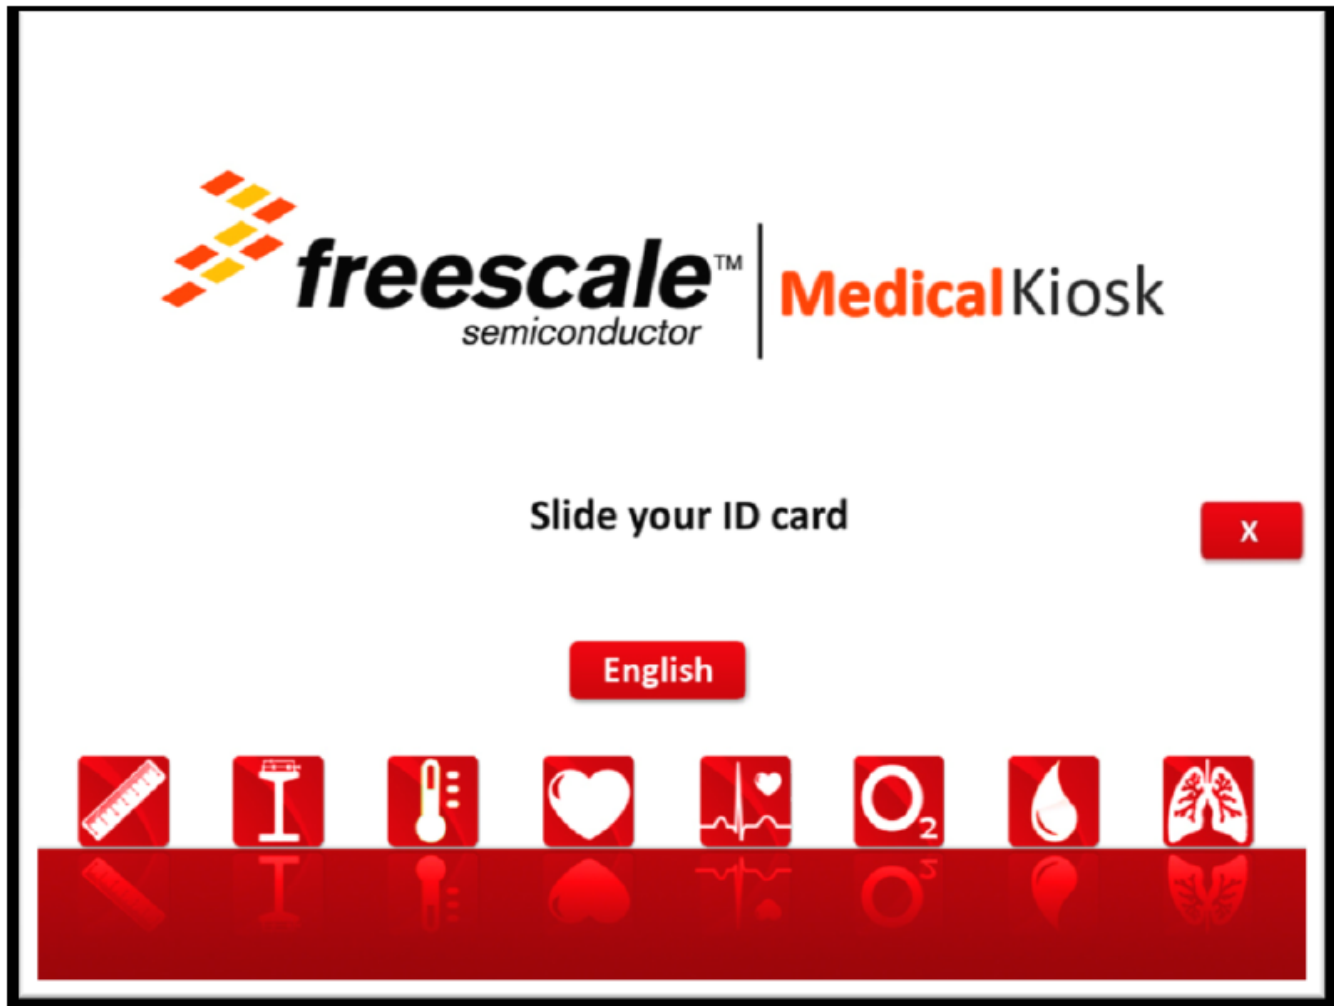 freescale™
semiconductor
Medical Kiosk
Slide your ID card
X
English
O2